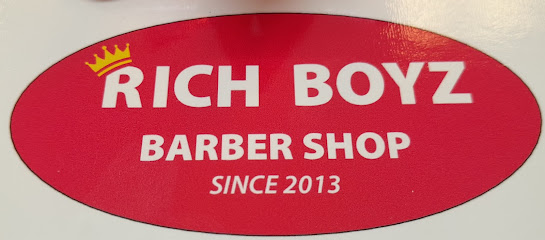 RICH BOYZ
BARBER SHOP
SINCE 2013